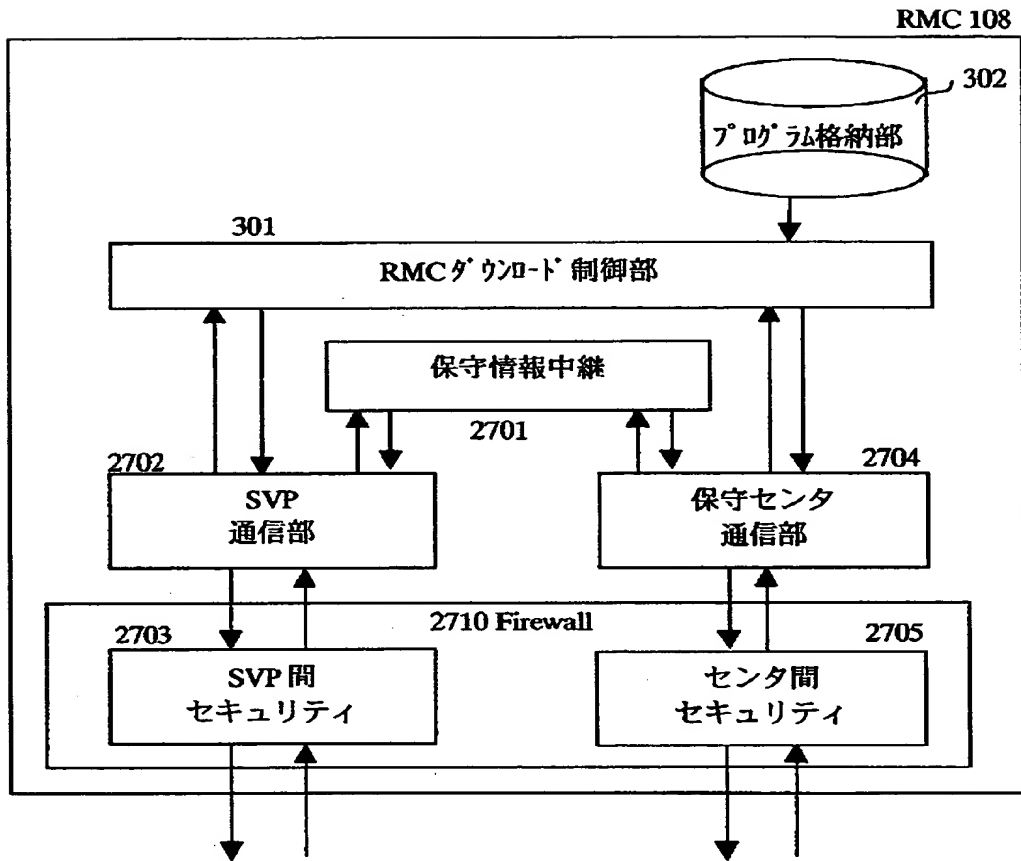 RMC 108
302
ﾌﾟﾛｸﾞﾗﾑ格納部
301
RMCﾀﾞｳﾝﾛｰﾄﾞ制御部
保守情報中継
2701
2702
SVP
通信部
2704
保守センタ
通信部
2710 Firewall
2703
SVP間
セキュリティ
2705
センタ間
セキュリティ